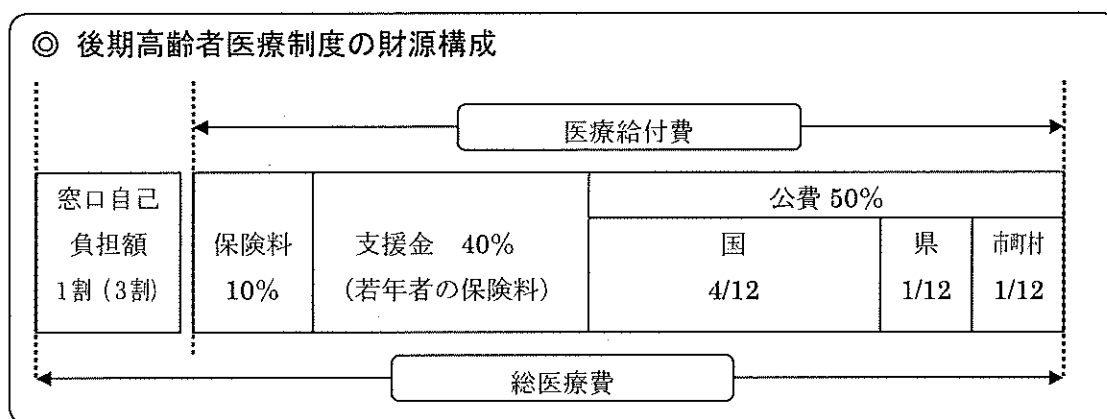 ◎ 後期高齢者医療制度の財源構成
医療給付費
窓口自己
負担額
1割（3割）
保険料
10%
支援金 40%
（若年者の保険料）
公費 50%
国
4/12
県
1/12
市町村
1/12
総医療費